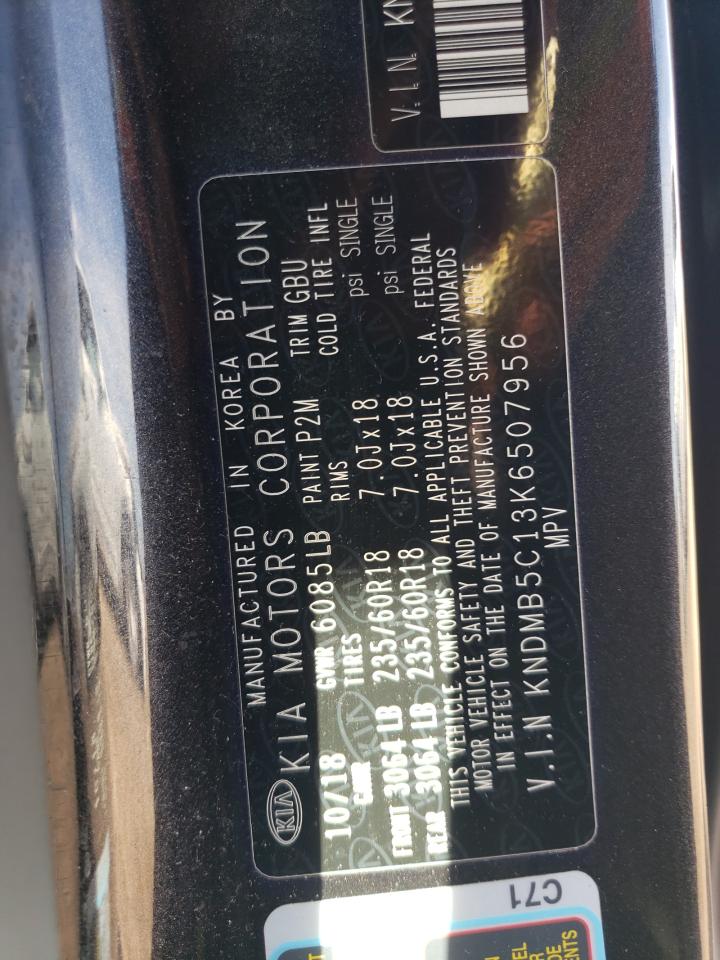 V.I.N. KN
KIA
MANUFACTURED IN KOREA BY
KIA MOTORS CORPORATION
10/18 GVWR 6085LB PAINT P2M TRIM GBU
GAWR TIRES RIMS COLD TIRE INFL
FRONT 3064 LB 235/60R18 7.0Jx18 psi SINGLE
REAR 3064 LB 235/60R18 7.0Jx18 psi SINGLE
THIS VEHICLE CONFORMS TO ALL APPLICABLE U.S.A. FEDERAL
MOTOR VEHICLE SAFETY AND THEFT PREVENTION STANDARDS
IN EFFECT ON THE DATE OF MANUFACTURE SHOWN ABOVE
V.I.N KNDMB5C13K6507956
MPV
C71